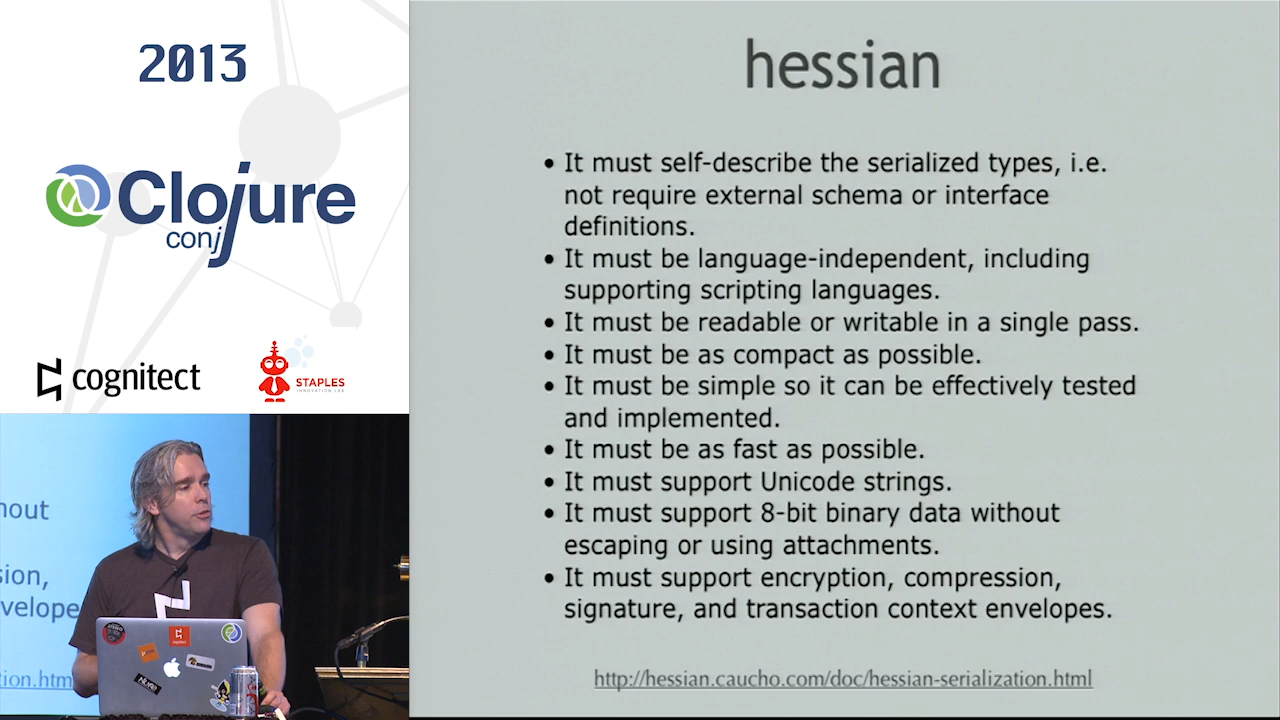 2013
Clojure
conj
cognitect
STAPLES
INNOVATION LAB
hessian
• It must self-describe the serialized types, i.e.
not require external schema or interface
definitions.
• It must be language-independent, including
supporting scripting languages.
• It must be readable or writable in a single pass.
• It must be as compact as possible.
• It must be simple so it can be effectively tested
and implemented.
• It must be as fast as possible.
• It must support Unicode strings.
• It must support 8-bit binary data without
escaping or using attachments.
• It must support encryption, compression,
signature, and transaction context envelopes.
http://hessian.caucho.com/doc/hessian-serialization.html
hout
sion,
velope
tion.htm
cognitect